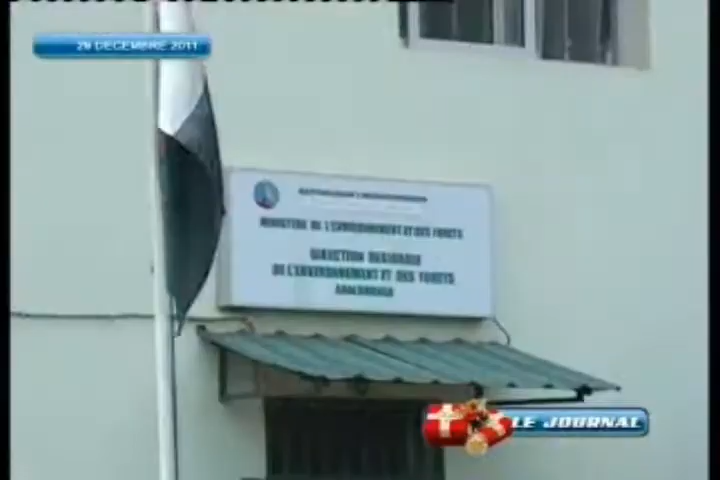 29 DECEMBRE 2011
MINISTERE DE L'ENVIRONNEMENT ET DES FORETS
DIRECTION REGIONALE
DE L'ENVIRONNEMENT ET DES FORETS
LE JOURNAL